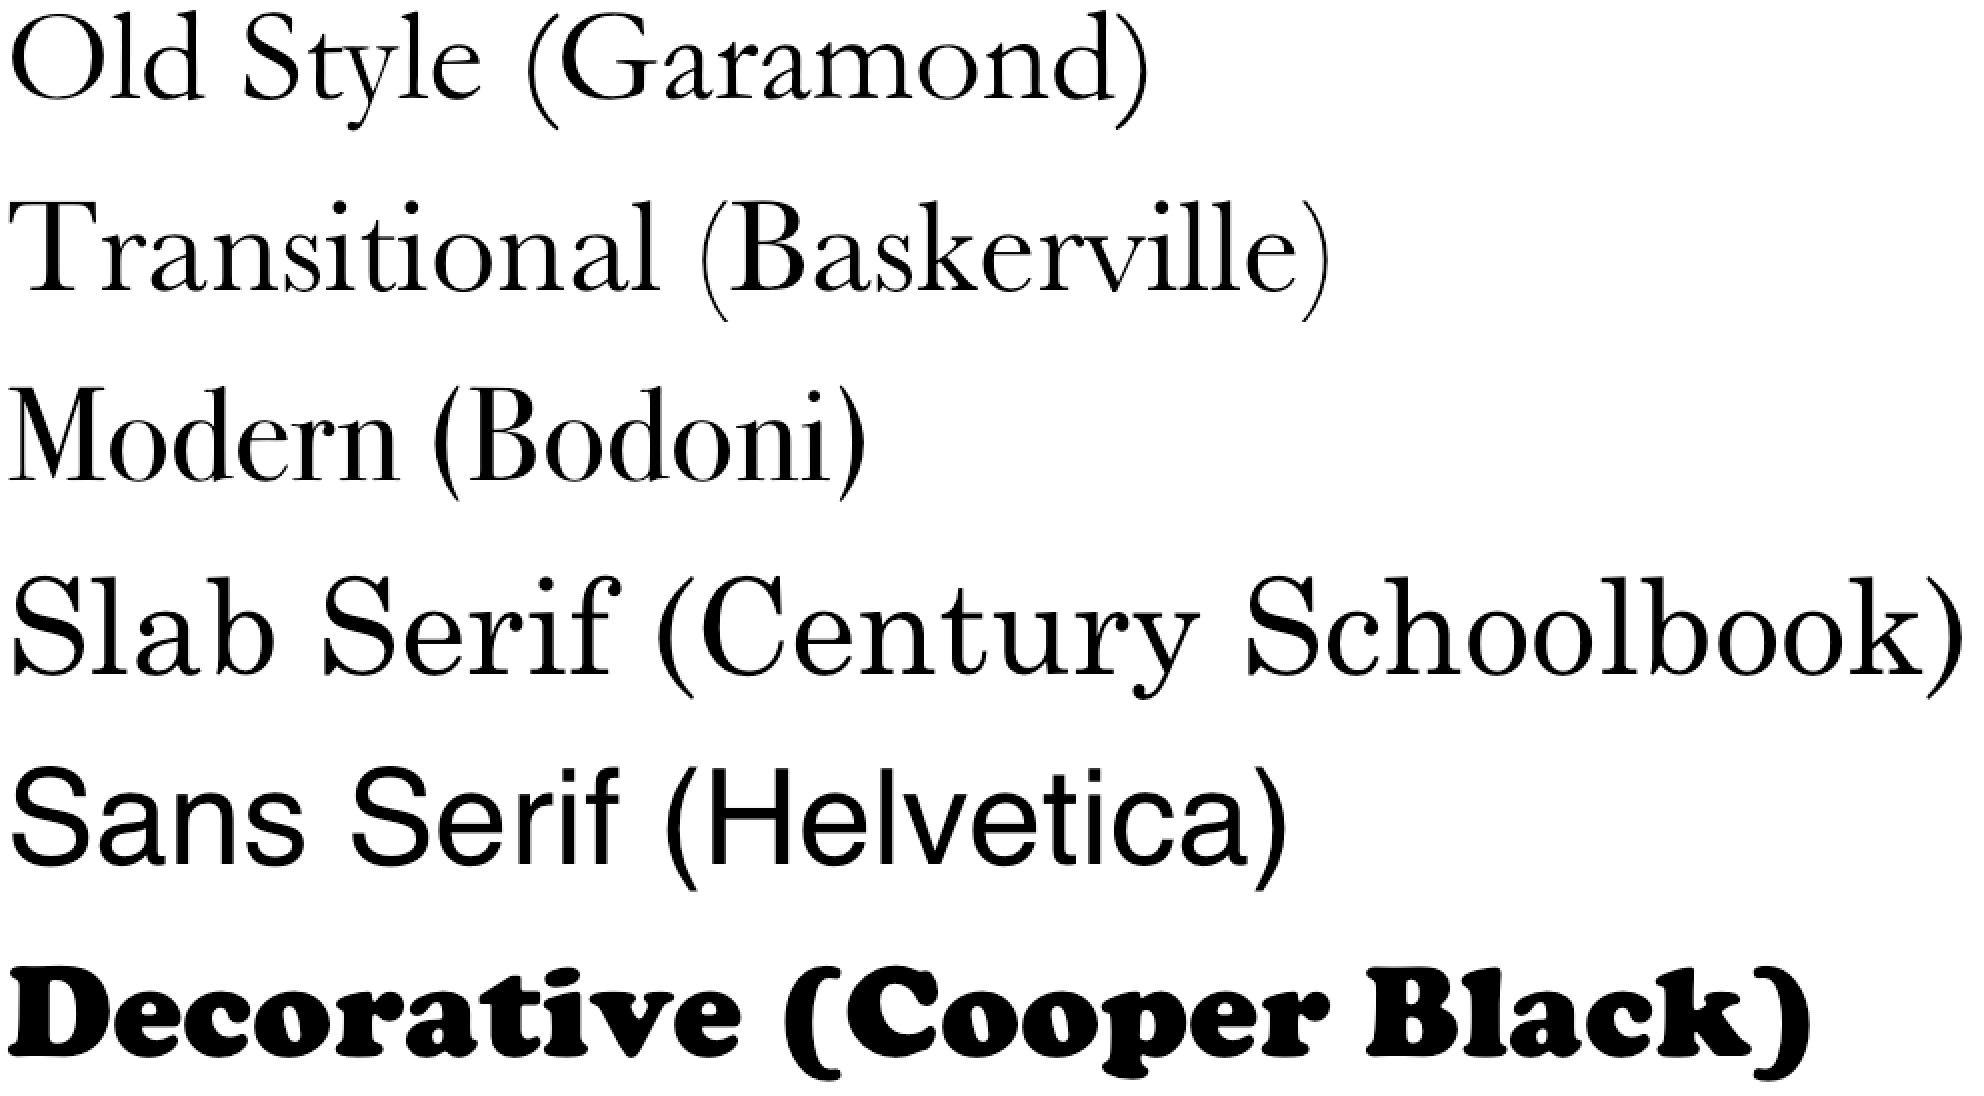 Old Style (Garamond)
Transitional (Baskerville)
Modern (Bodoni)
Slab Serif (Century Schoolbook)
Sans Serif (Helvetica)
Decorative (Cooper Black)